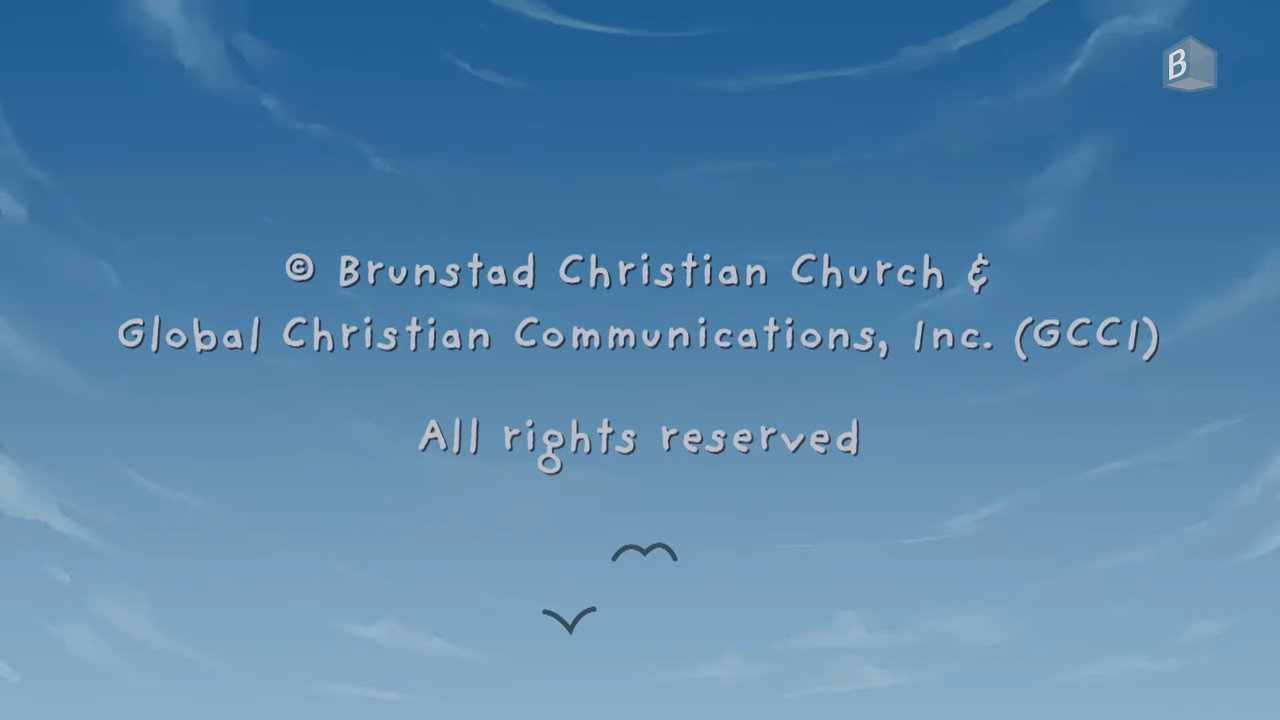 B
© Brunstad Christian Church &
Global Christian Communications, Inc. (GCCI)
All rights reserved